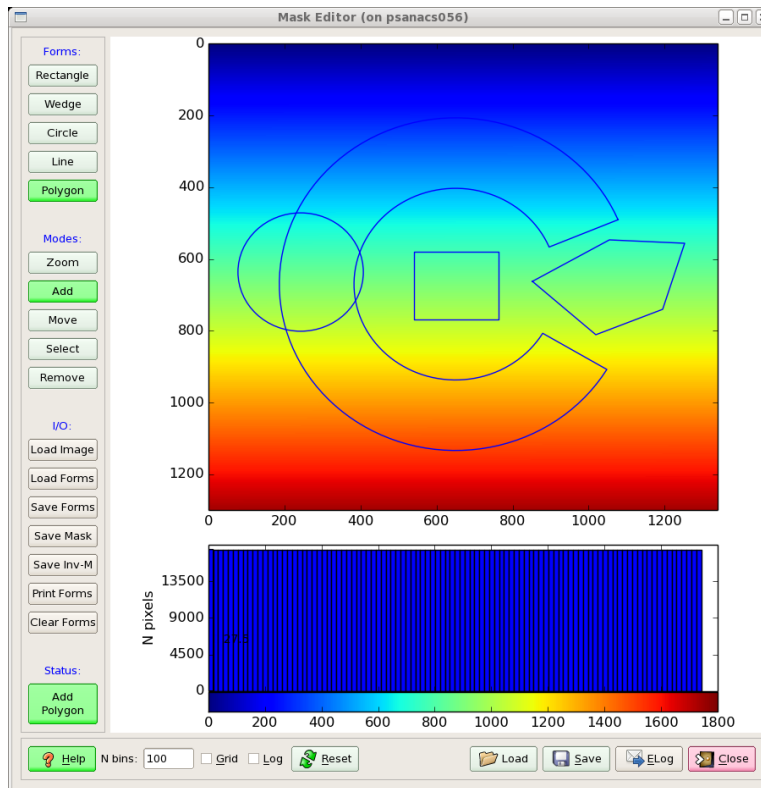 Mask Editor (on psanacs056)
Forms:
Rectangle
Wedge
Circle
Line
Polygon
Modes:
Zoom
Add
Move
Select
Remove
I/O:
Load Image
Load Forms
Save Forms
Save Mask
Save Inv-M
Print Forms
Clear Forms
Status:
Add
Polygon
0
200
400
600
800
1000
1200
0 200 400 600 800 1000 1200
N pixels
13500
9000
4500
0
0 200 400 600 800 1000 1200 1400 1600 1800
Help N bins: 100 Grid Log Reset Load Save ELog Close